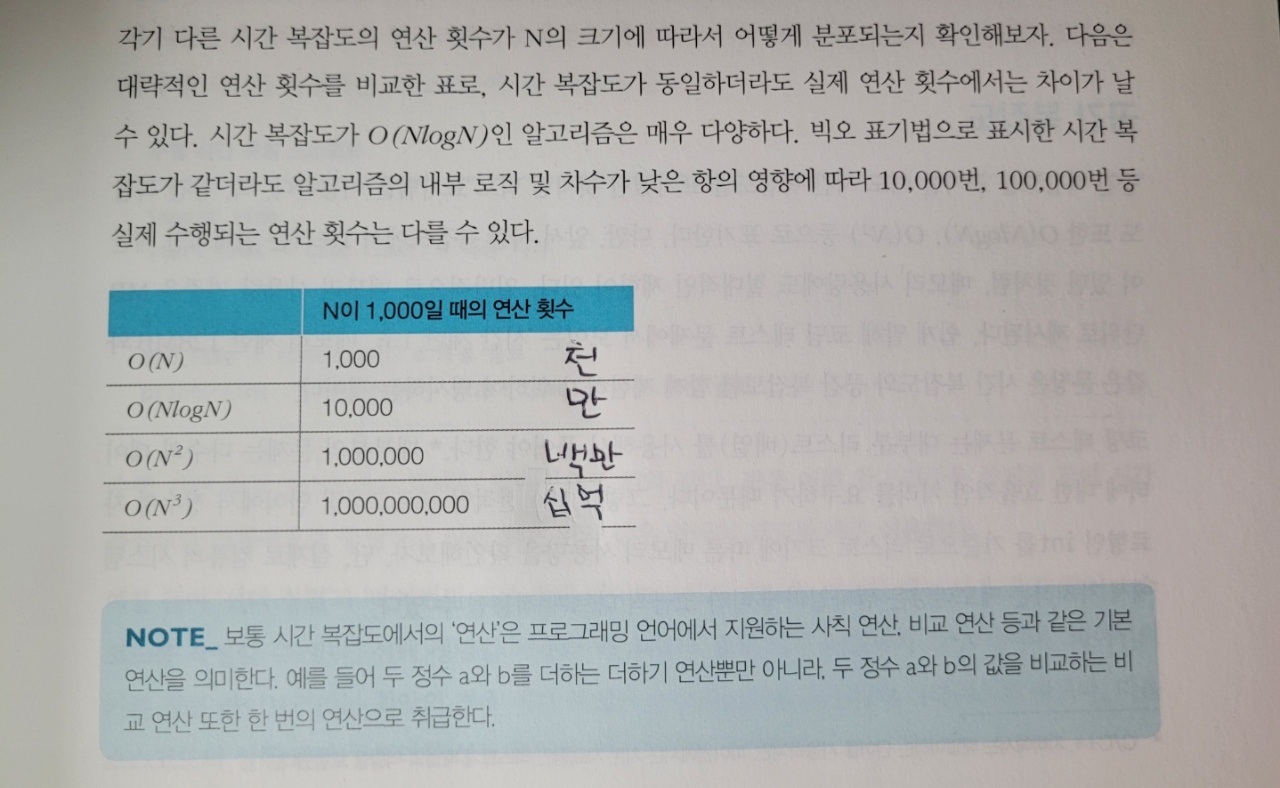 각기 다른 시간 복잡도의 연산 횟수가 N의 크기에 따라서 어떻게 분포되는지 확인해보자. 다음은
대략적인 연산 횟수를 비교한 표로, 시간 복잡도가 동일하더라도 실제 연산 횟수에서는 차이가 날
수 있다. 시간 복잡도가 O(NlogN)인 알고리즘은 매우 다양하다. 빅오 표기법으로 표시한 시간 복
잡도가 같더라도 알고리즘의 내부 로직 및 차수가 낮은 항의 영향에 따라 10,000번, 100,000번 등
실제 수행되는 연산 횟수는 다를 수 있다.
N이 1,000일 때의 연산 횟수
O(N) 1,000 천
O(NlogN) 10,000 만
O(N²) 1,000,000 백만
O(N³) 1,000,000,000 십억
NOTE_ 보통 시간 복잡도에서의 '연산'은 프로그래밍 언어에서 지원하는 사칙 연산, 비교 연산 등과 같은 기본
연산을 의미한다. 예를 들어 두 정수 a와 b를 더하는 더하기 연산뿐만 아니라, 두 정수 a와 b의 값을 비교하는 비
교 연산 또한 한 번의 연산으로 취급한다.